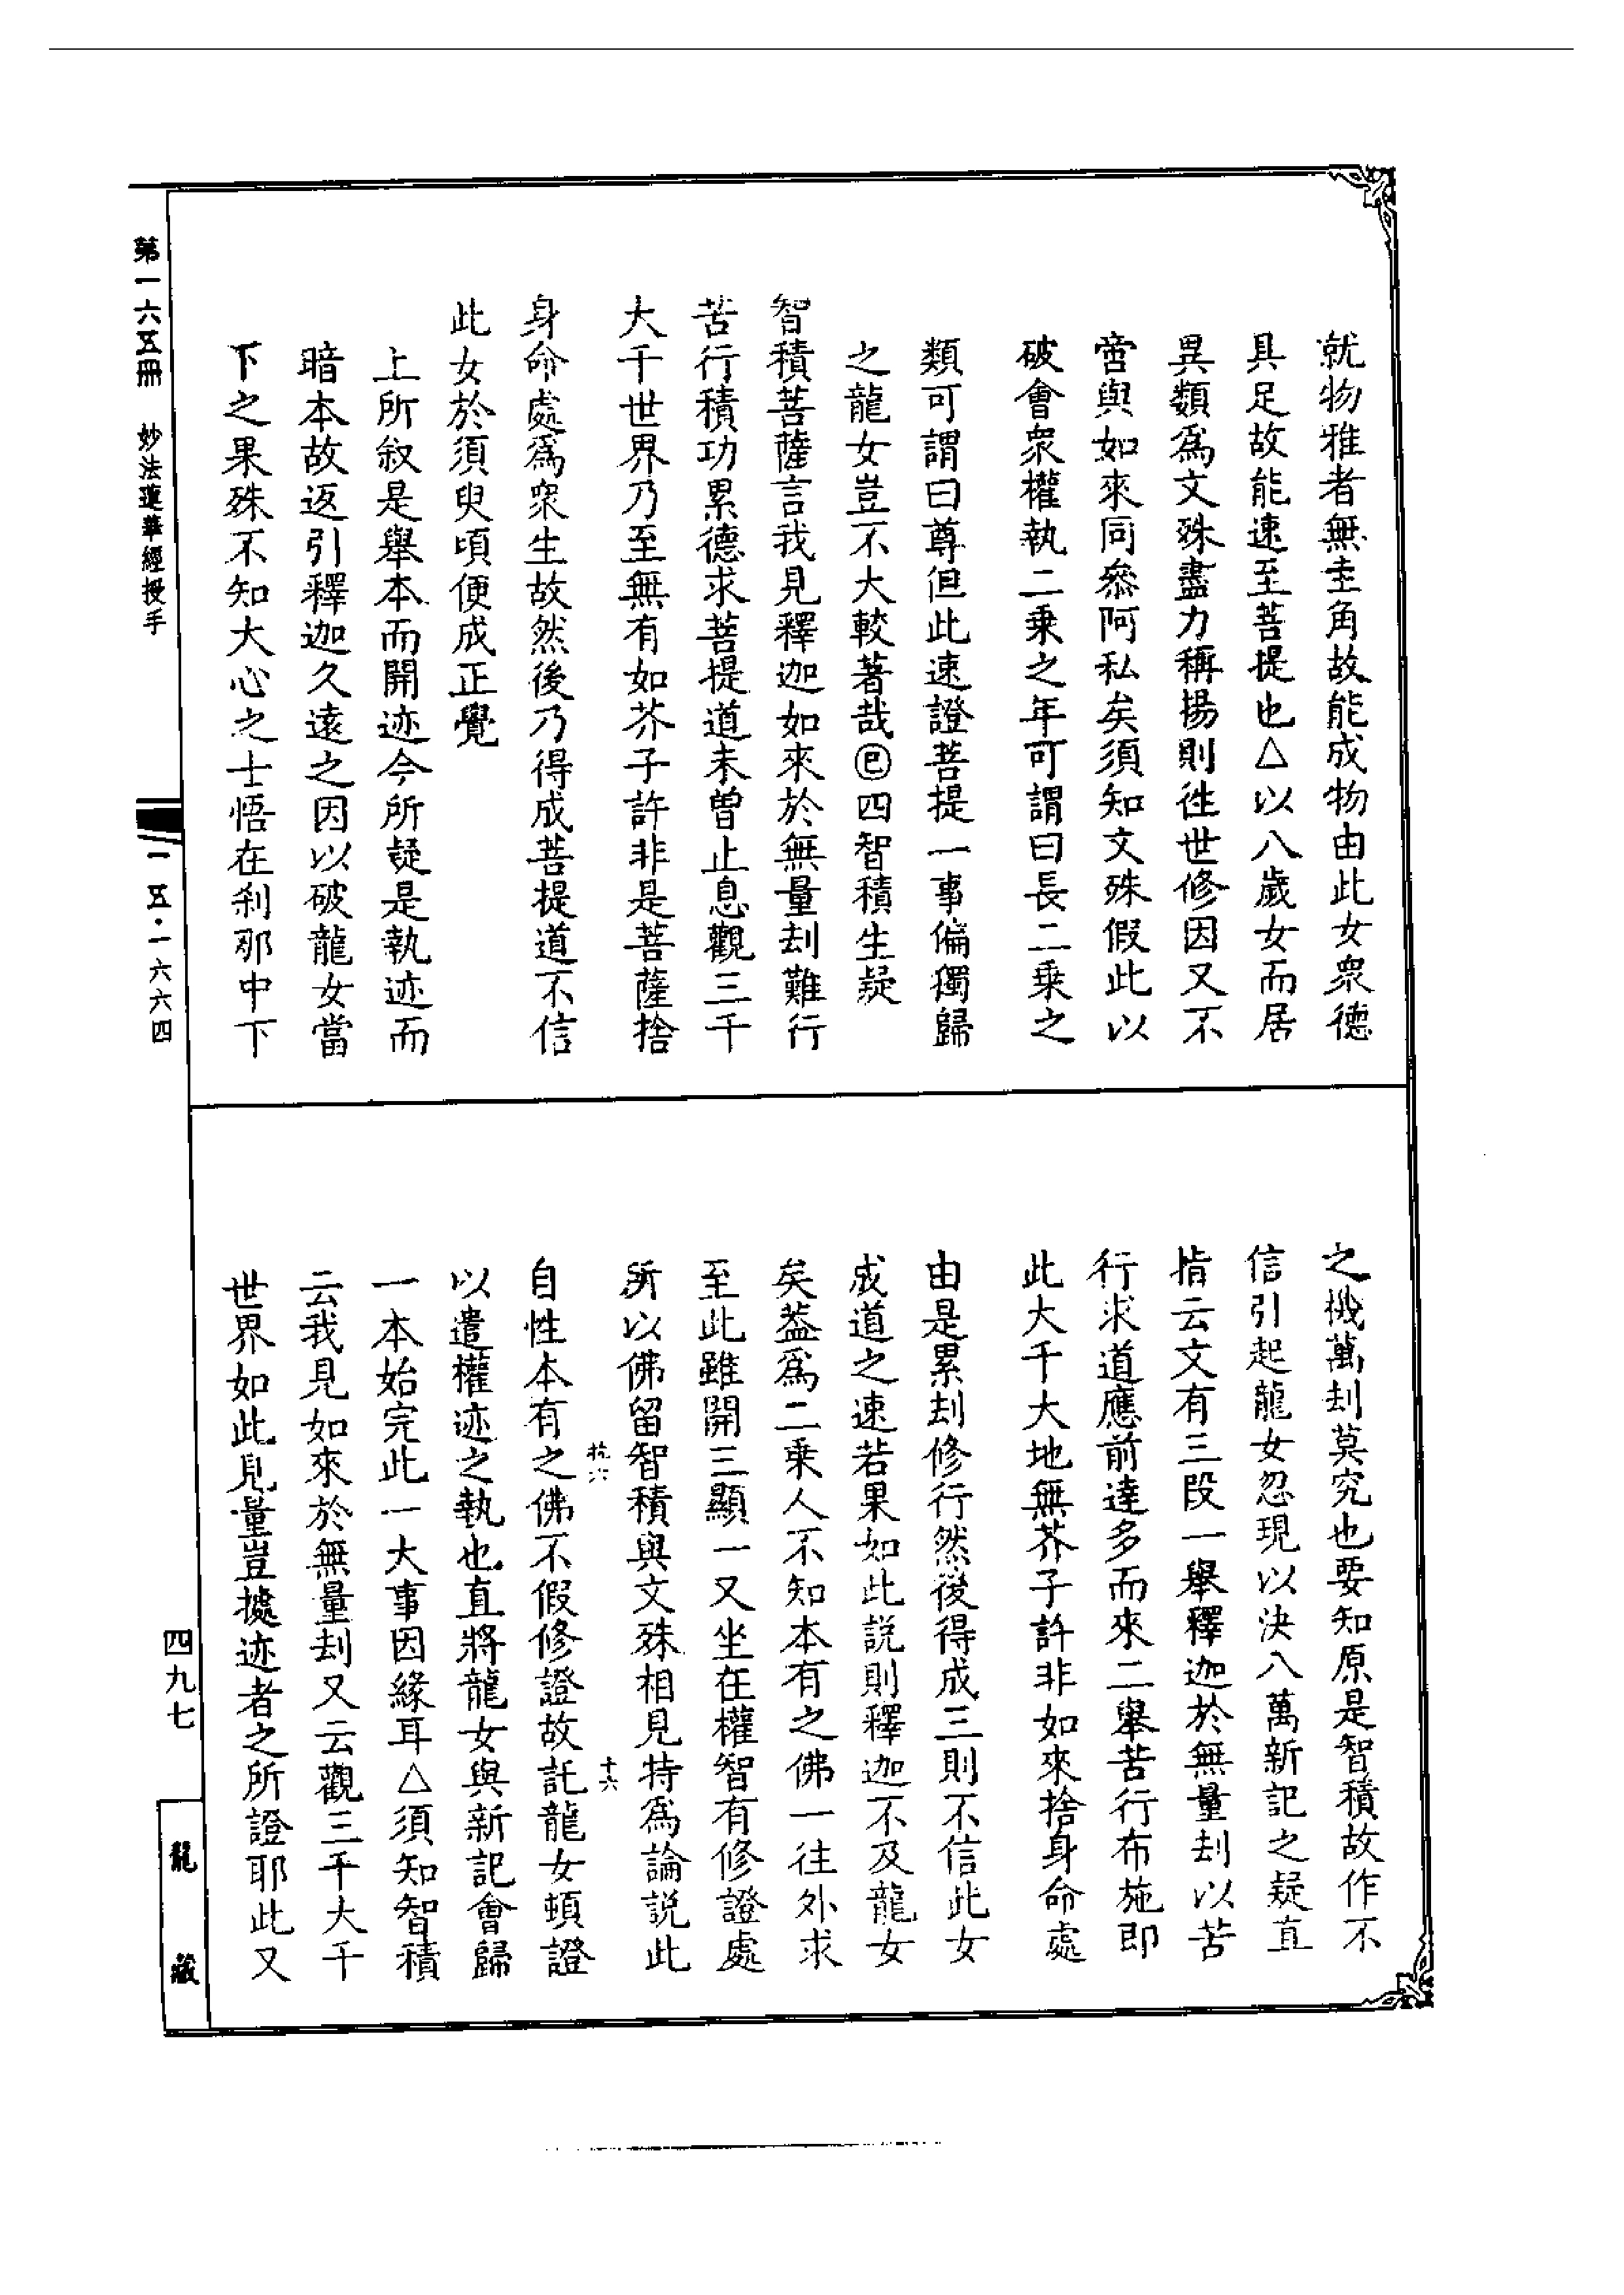 就物雅者無圭角故能成物由此女衆德
具足故能速至菩提也△以八歲女而居
異類爲文殊盡力稱揚則徃世修因又不
啻與如來同叅阿私矣須知文殊假此以
破會衆權執二乗之年可謂曰長二乗之
類可謂曰尊但此速證菩提一事偏獨歸
之龍女豈不大較著哉㊁四智積生疑
智積菩薩言我見釋迦如來於無量刦難行
苦行積功累德求菩提道未曾止息觀三千
大千世界乃至無有如芥子許非是菩薩捨
身命處爲衆生故然後乃得成菩提道不信
此女於須臾頃便成正覺
上所叙是舉本而開迹今所疑是執迹而
暗本故返引釋迦久遠之因以破龍女當
下之果殊不知大心之士悟在剎那中下
之機萬刦莫究也要知原是智積故作不
信引起龍女忽現以決八萬新記之疑直
指云文有三段一舉釋迦於無量刦以苦
行求道應前達多而來二舉苦行布施即
此大千大地無芥子許非如來捨身命處
由是累刦修行然後得成三則不信此女
成道之速若果如此説則釋迦不及龍女
矣葢爲二乗人不知本有之佛一往外求
至此雖開三顯一又坐在權智有修證處
所以佛留智積與文殊相見特爲論説此
自性本有之佛不假修證故託龍女頓證
以遣權迹之執也直將龍女與新記會歸
一本始完此一大事因緣耳△須知智積
云我見如來於無量刦又云觀三千大千
世界如此見量豈據迹者之所證耶此又
十六
第一六五冊　妙法蓮華經授手
一五·一六六四
四九七
龍藏